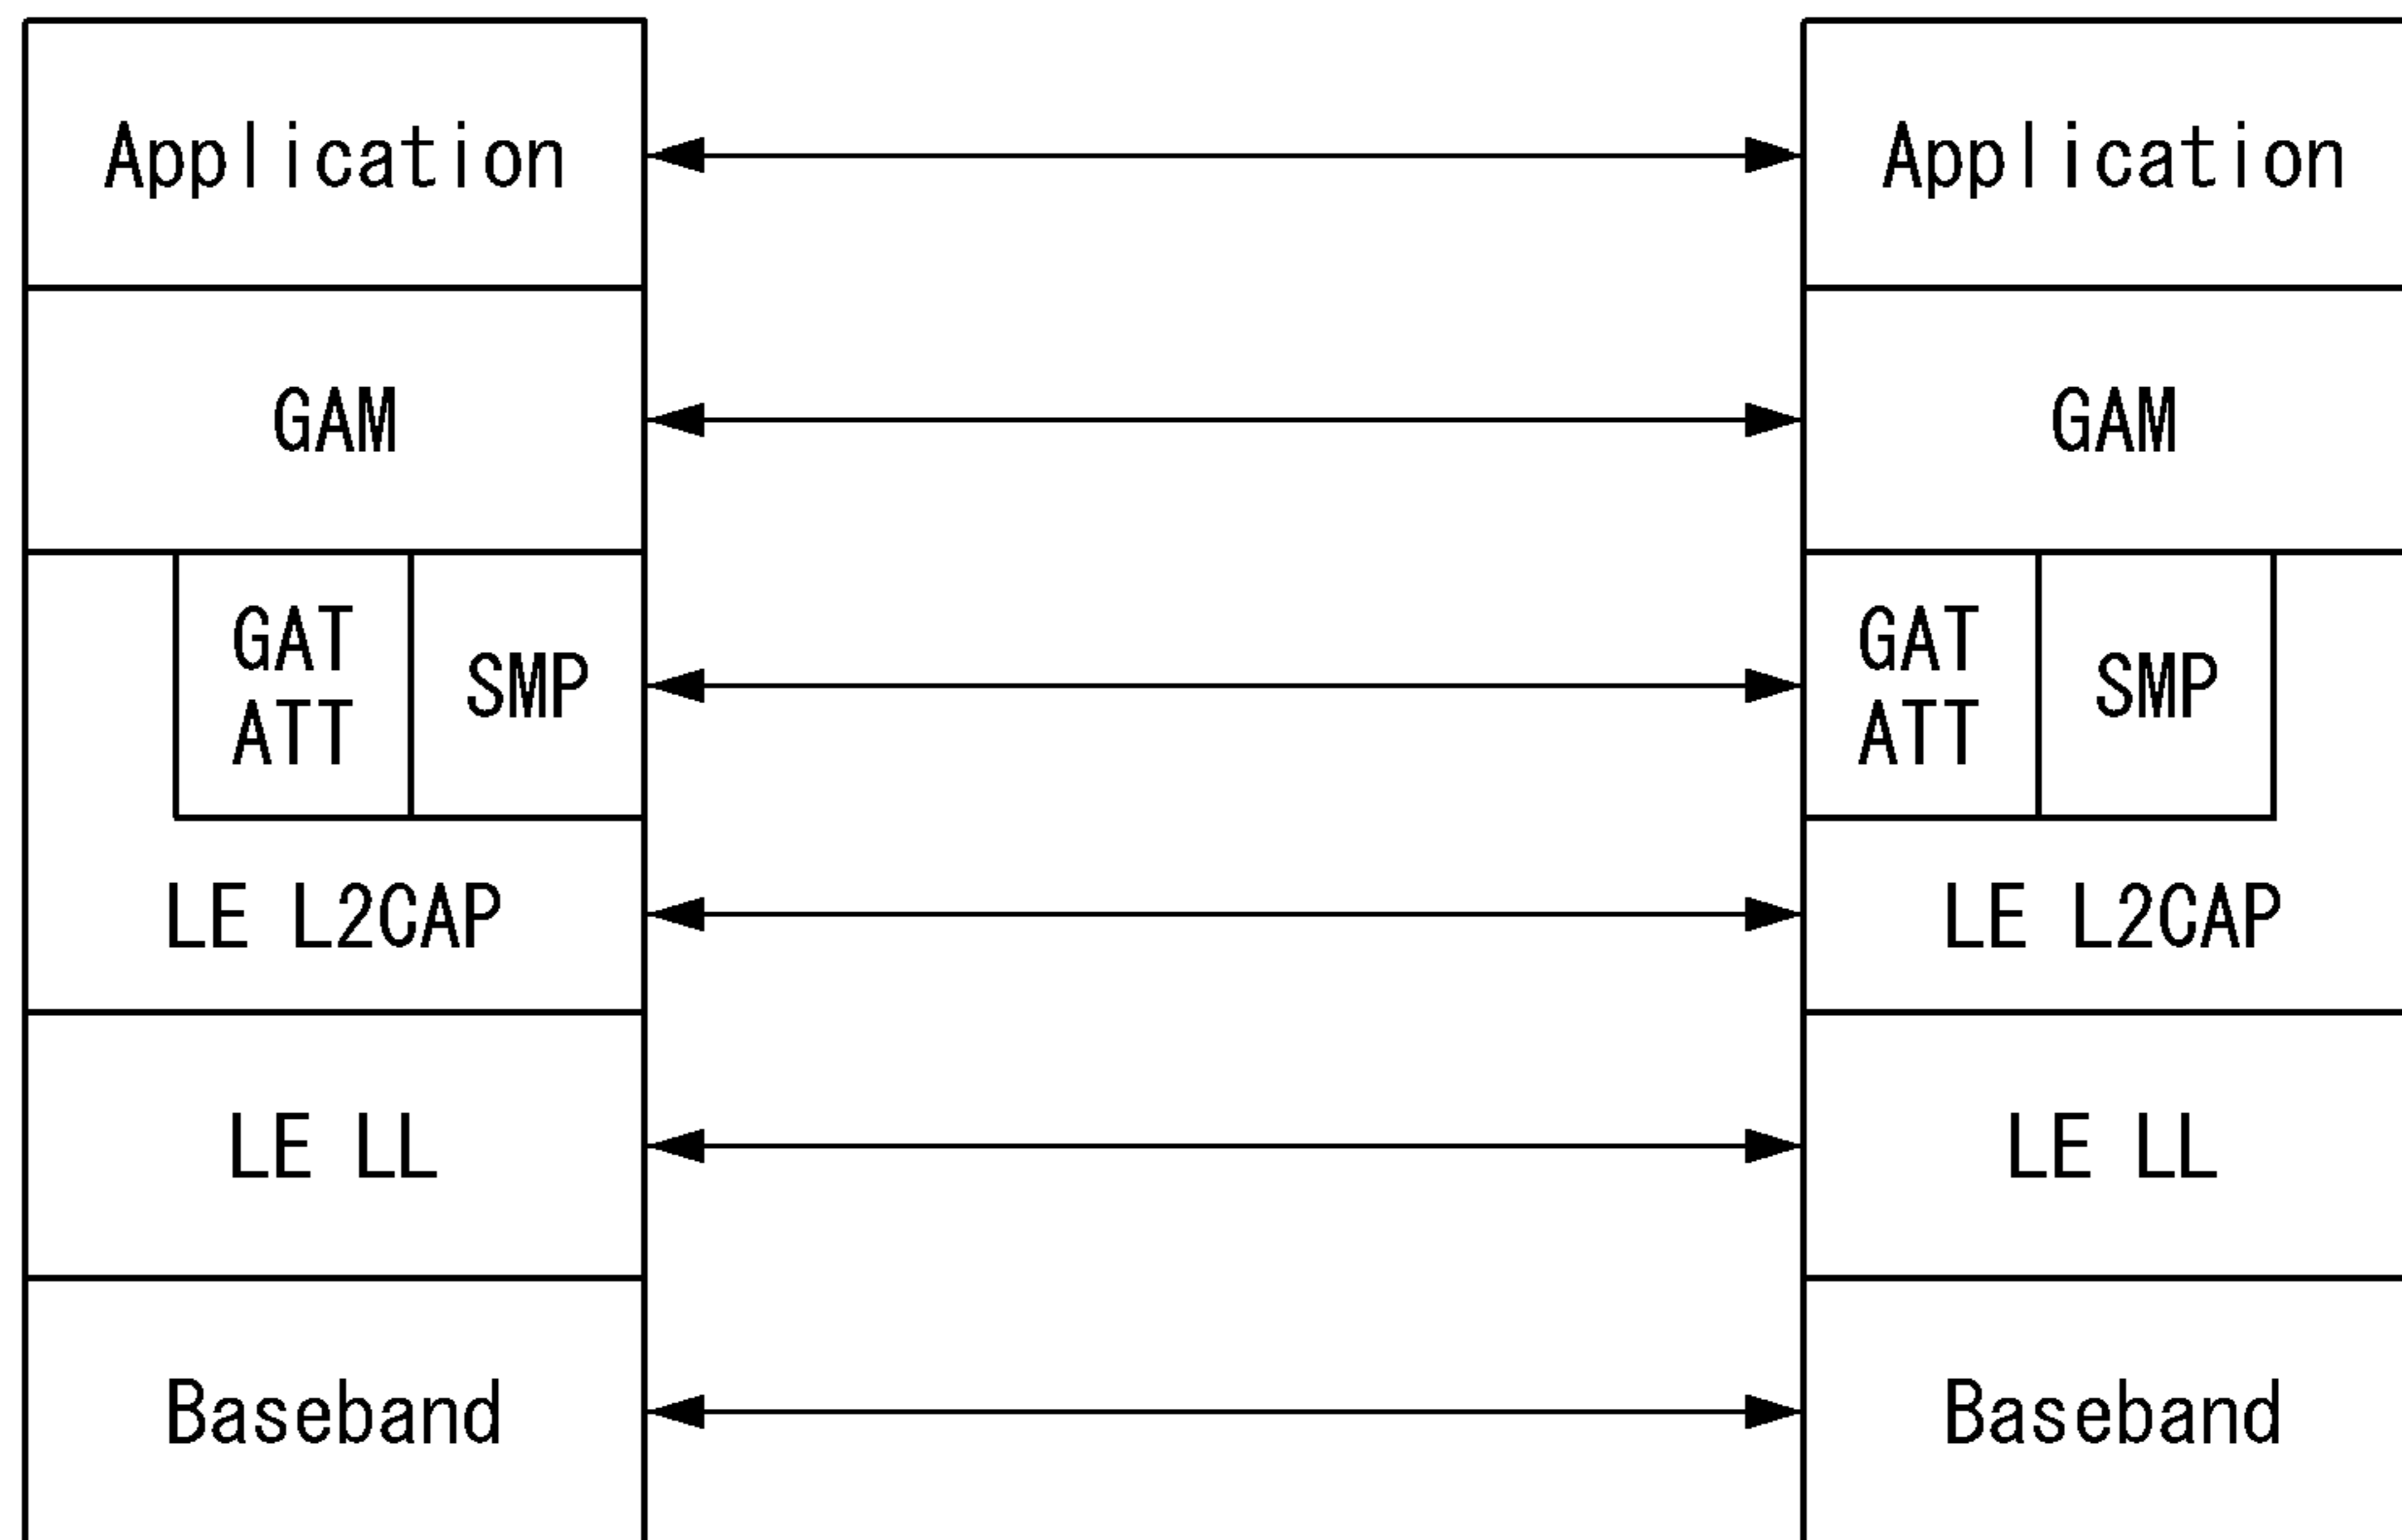 Application
Application
GAM
GAM
GAT
ATT
SMP
GAT
ATT
SMP
LE L2CAP
LE L2CAP
LE LL
LE LL
Baseband
Baseband